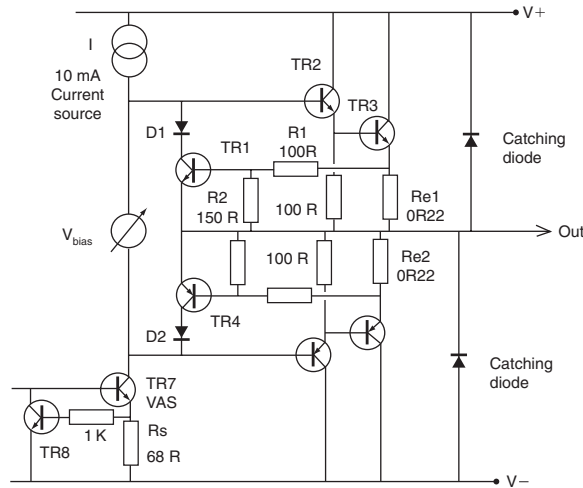 V+
I
10 mA
Current
source
TR2
TR3
D1
TR1
R1
100R
Catching
diode
R2
150 R
100 R
Re1
0R22
Out
Vbias
100 R
Re2
0R22
TR4
D2
Catching
diode
TR7
VAS
TR8
1 K
Rs
68 R
V−